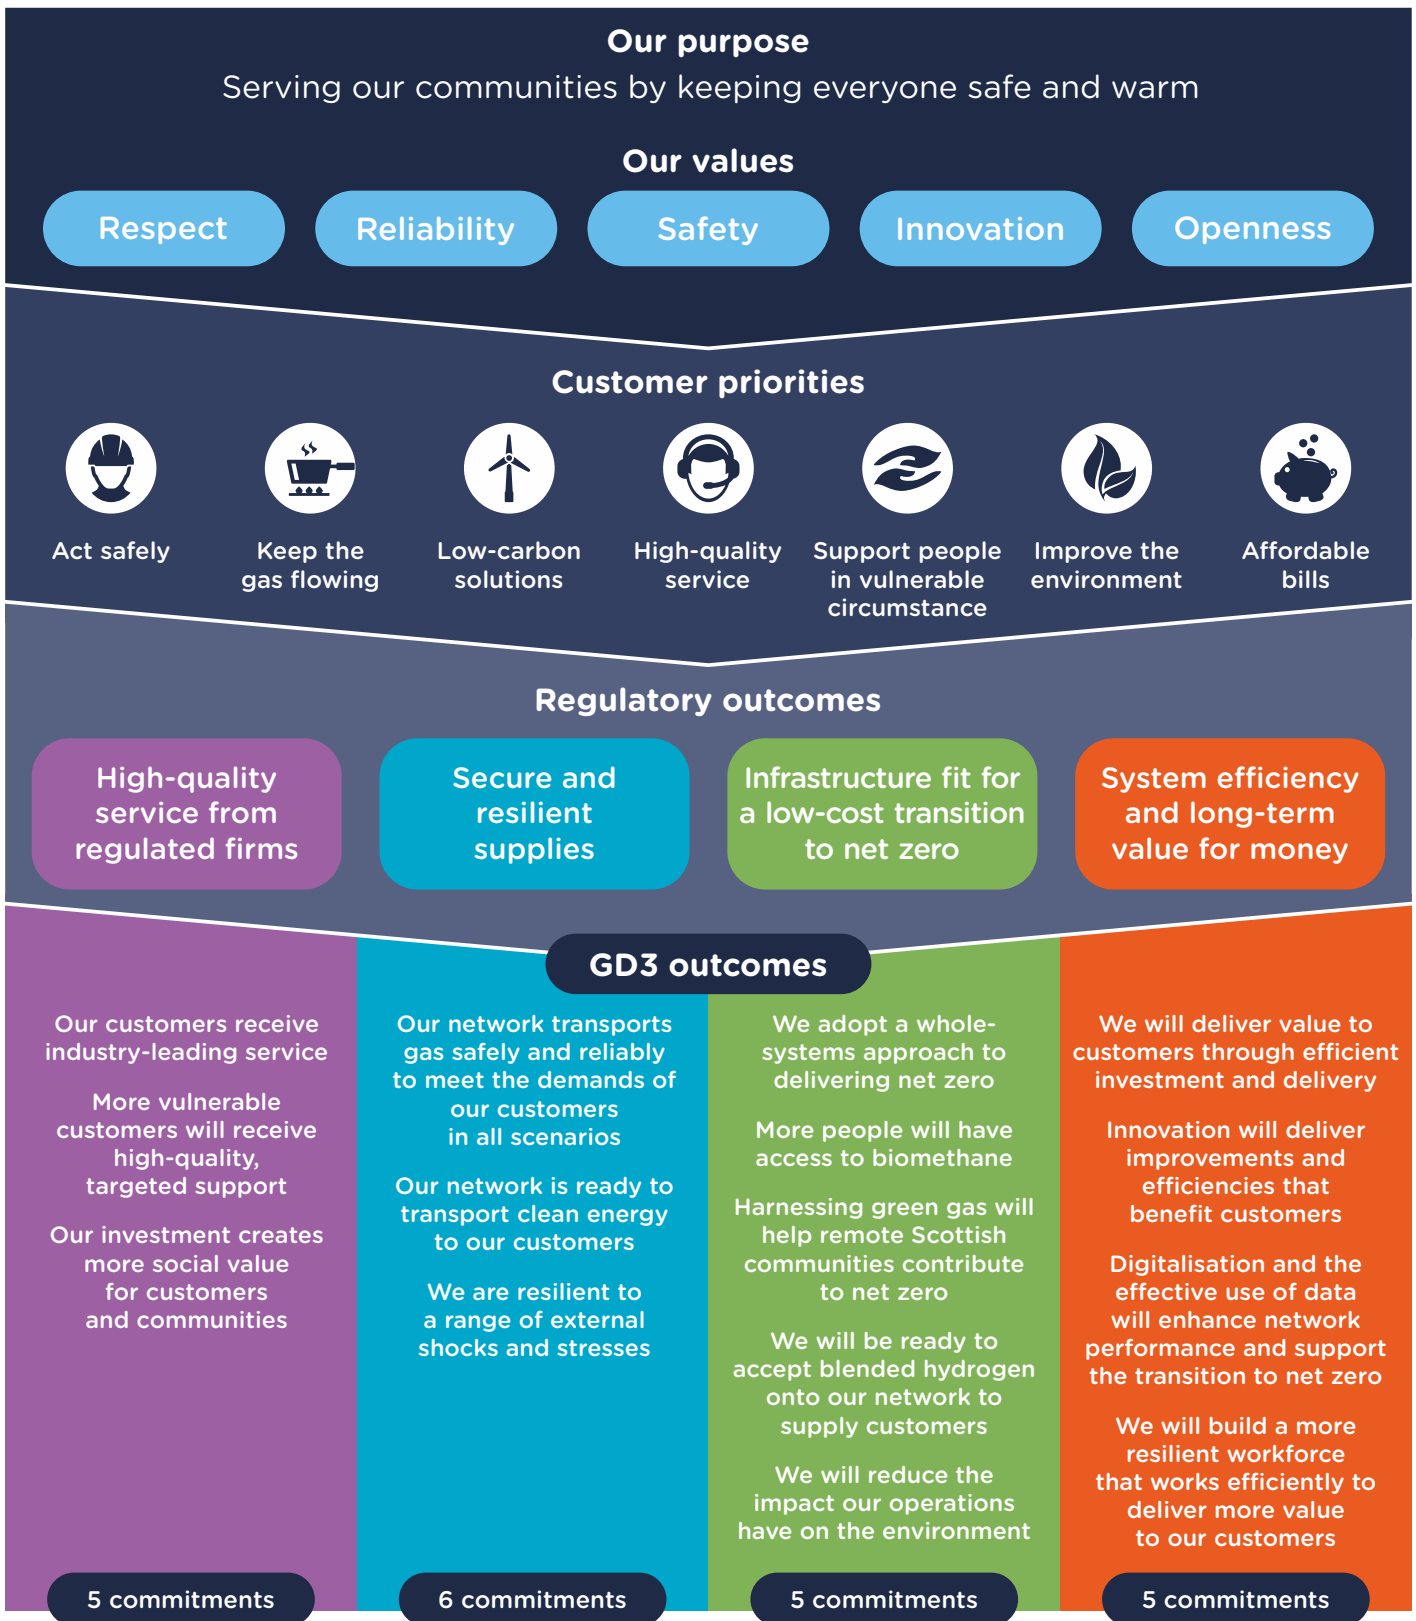 Our purpose
Serving our communities by keeping everyone safe and warm
Our values
Respect
Reliability
Safety
Innovation
Openness
Customer priorities
Act safely
Keep the
gas flowing
Low-carbon
solutions
High-quality
service
Support people
in vulnerable
circumstance
Improve the
environment
Affordable
bills
Regulatory outcomes
High-quality
service from
regulated firms
Secure and
resilient
supplies
Infrastructure fit for
a low-cost transition
to net zero
System efficiency
and long-term
value for money
GD3 outcomes
Our customers receive
industry-leading service
More vulnerable
customers will receive
high-quality,
targeted support
Our investment creates
more social value
for customers
and communities
5 commitments
Our network transports
gas safely and reliably
to meet the demands of
our customers
in all scenarios
Our network is ready to
transport clean energy
to our customers
We are resilient to
a range of external
shocks and stresses
6 commitments
We adopt a whole-
systems approach to
delivering net zero
More people will have
access to biomethane
Harnessing green gas will
help remote Scottish
communities contribute
to net zero
We will be ready to
accept blended hydrogen
onto our network to
supply customers
We will reduce the
impact our operations
have on the environment
5 commitments
We will deliver value to
customers through efficient
investment and delivery
Innovation will deliver
improvements and
efficiencies that
benefit customers
Digitalisation and the
effective use of data
will enhance network
performance and support
the transition to net zero
We will build a more
resilient workforce
that works efficiently to
deliver more value
to our customers
5 commitments